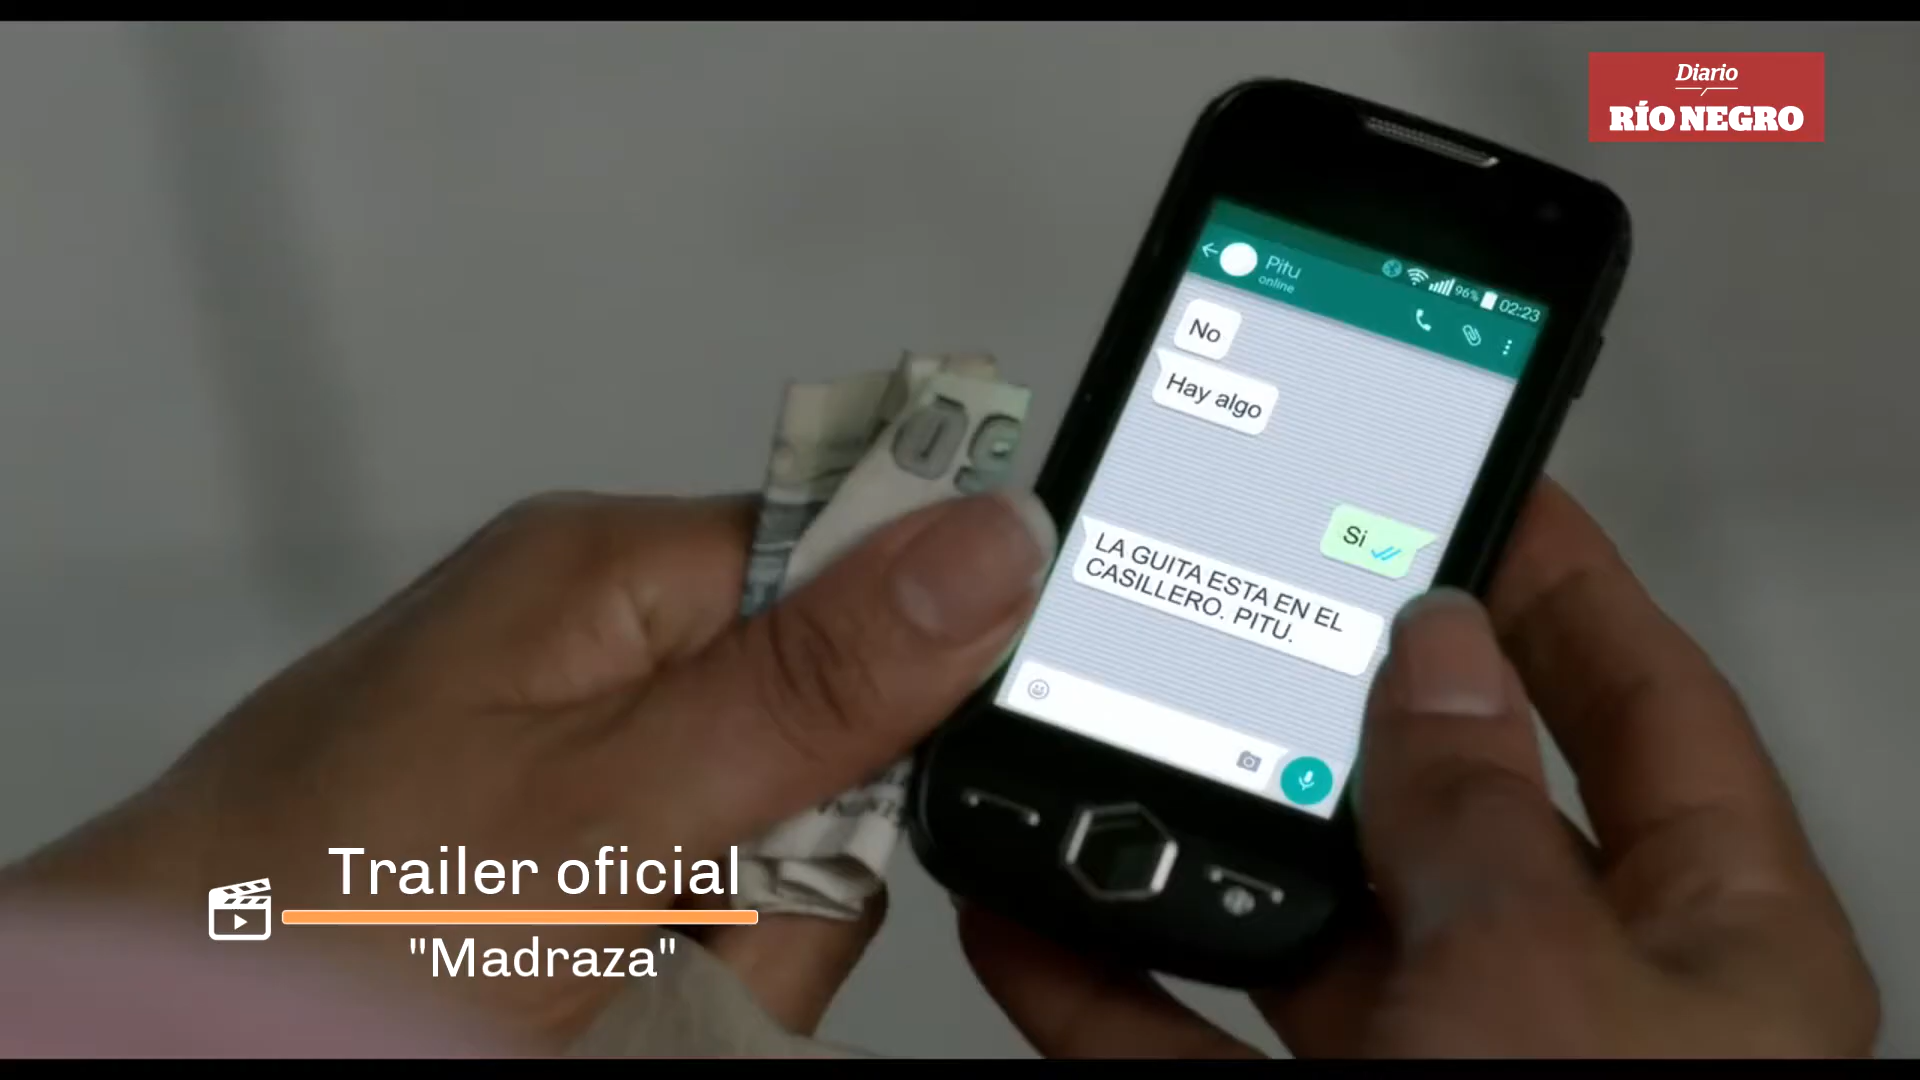 Diario
RÍO NEGRO
96% 02:23
Pitu
online
No
Hay algo
Si
LA GUITA ESTA EN EL
CASILLERO. PITU.
Trailer oficial
"Madraza"